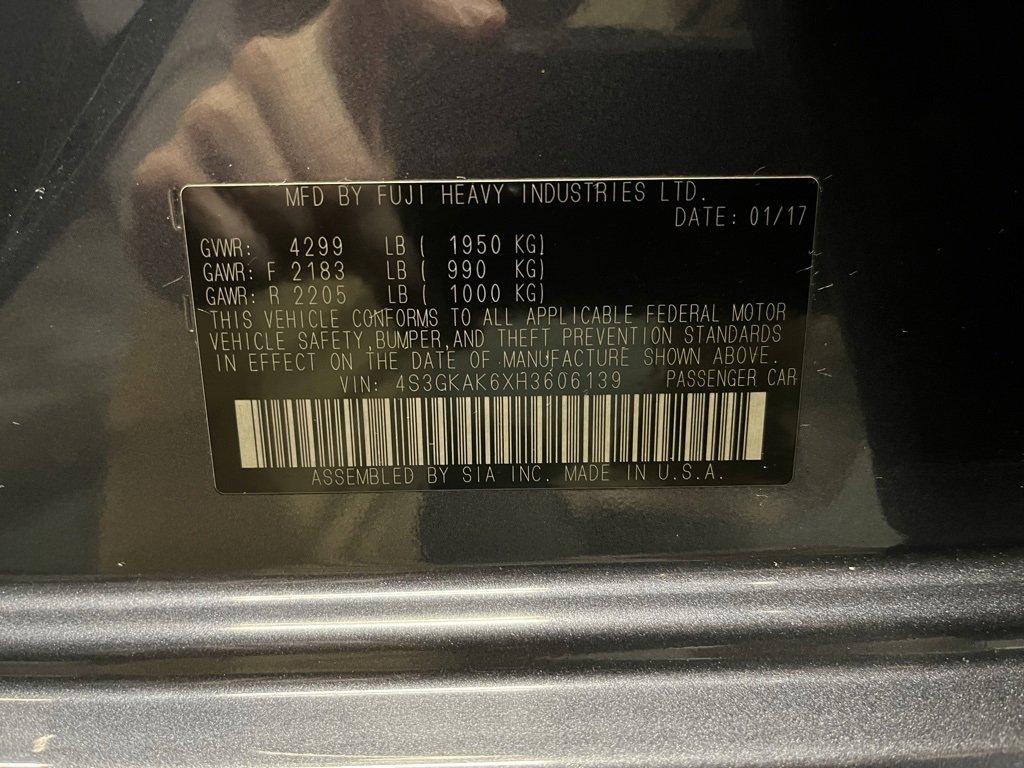 MFD BY FUJI HEAVY INDUSTRIES LTD.
DATE: 01/17
GVWR: 4299 LB ( 1950 KG)
GAWR: F 2183 LB ( 990 KG)
GAWR: R 2205 LB ( 1000 KG)
THIS VEHICLE CONFORMS TO ALL APPLICABLE FEDERAL MOTOR
VEHICLE SAFETY,BUMPER,AND THEFT PREVENTION STANDARDS
IN EFFECT ON THE DATE OF MANUFACTURE SHOWN ABOVE.
VIN: 4S3GKAK6XH3606139 PASSENGER CAR
ASSEMBLED BY SIA INC. MADE IN U.S.A.